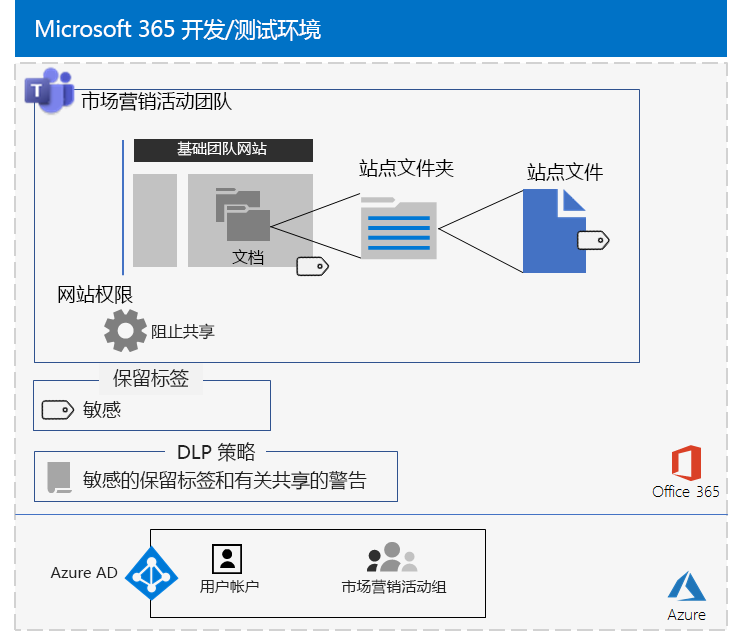 Microsoft 365 开发/测试环境
T
市场营销活动团队
基础团队网站
站点文件夹
站点文件
文档
网站权限
阻止共享
保留标签
敏感
DLP 策略
敏感的保留标签和有关共享的警告
Office 365
Azure AD
用户帐户
市场营销活动组
Azure